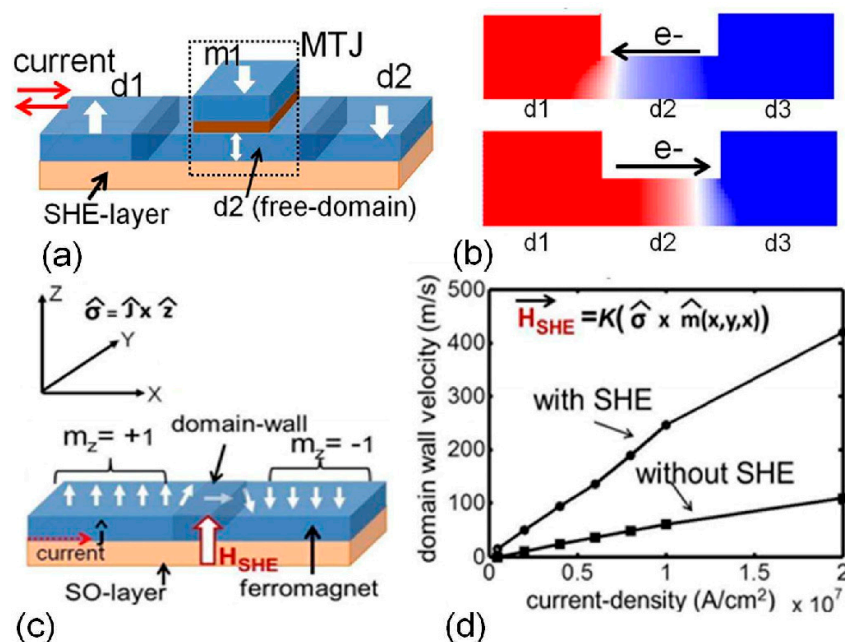 current
d1
m1
MTJ
d2
SHE-layer
d2 (free-domain)
(a)
e-
d1 d2 d3
e-
d1 d2 d3
(b)
Z
Y
X
σ̂ = Ĵ x ẑ
domain-wall
m_z = +1
m_z = -1
Ĵ
current
H_SHE
SO-layer
ferromagnet
(c)
H_SHE = K( σ̂ x m̂(x,y,x))
with SHE
without SHE
domain wall velocity (m/s)
500
400
300
200
100
0
0 0.5 1 1.5 2
current-density (A/cm²) x 10⁷
(d)